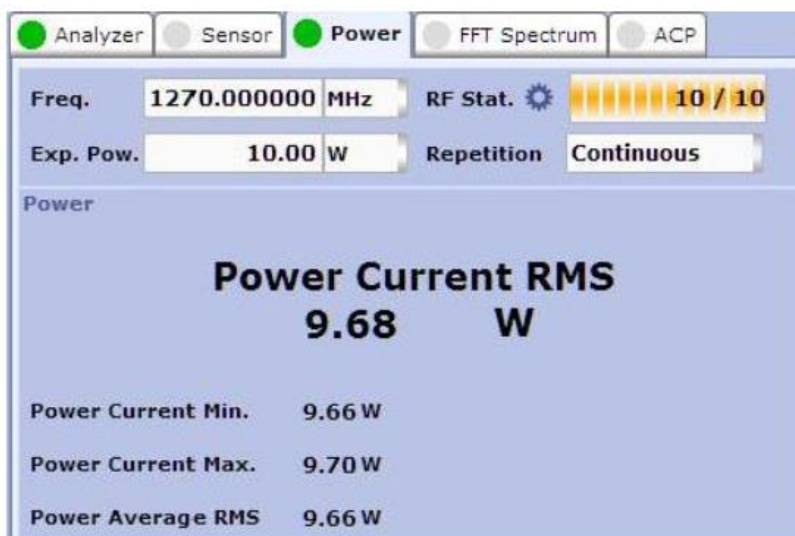 Analyzer Sensor Power FFT Spectrum ACP
Freq. 1270.000000 MHz RF Stat. 10 / 10
Exp. Pow. 10.00 W Repetition Continuous
Power
Power Current RMS
9.68 W
Power Current Min. 9.66 W
Power Current Max. 9.70 W
Power Average RMS 9.66 W